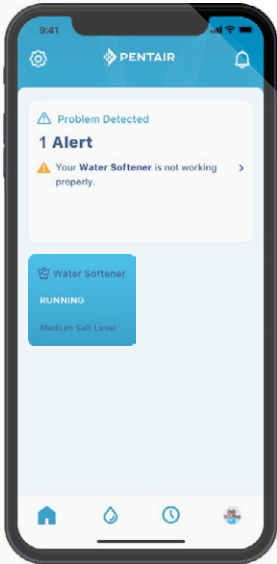 9:41
PENTAIR
Problem Detected
1 Alert
Your Water Softener is not working
properly.
Water Softener
RUNNING
Medium Salt Level